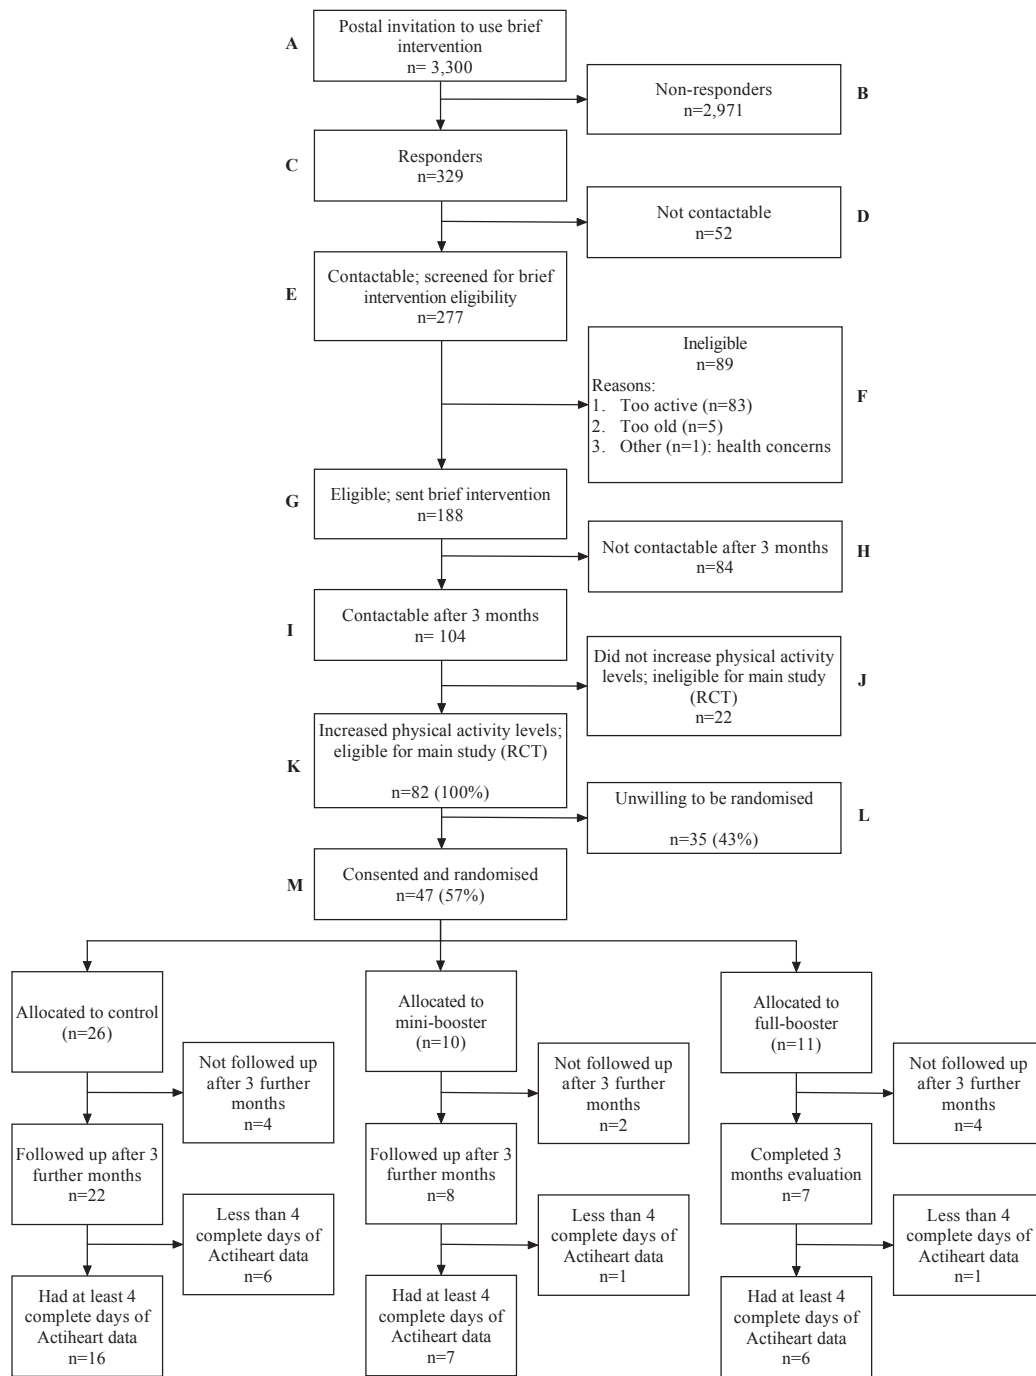 A
Postal invitation to use brief
intervention
n= 3,300
Non-responders
n=2,971
B
C
Responders
n=329
Not contactable
n=52
D
E
Contactable; screened for brief
intervention eligibility
n=277
Ineligible
n=89
Reasons:
1. Too active (n=83)
2. Too old (n=5)
3. Other (n=1): health concerns
F
G
Eligible; sent brief intervention
n=188
Not contactable after 3 months
n=84
H
I
Contactable after 3 months
n= 104
Did not increase physical activity
levels; ineligible for main study
(RCT)
n=22
J
K
Increased physical activity levels;
eligible for main study (RCT)
n=82 (100%)
Unwilling to be randomised
n=35 (43%)
L
M
Consented and randomised
n=47 (57%)
Allocated to control
(n=26)
Not followed up
after 3 further
months
n=4
Followed up after 3
further months
n=22
Less than 4
complete days of
Actiheart data
n=6
Had at least 4
complete days of
Actiheart data
n=16
Allocated to
mini-booster
(n=10)
Not followed up
after 3 further
months
n=2
Followed up after 3
further months
n=8
Less than 4
complete days of
Actiheart data
n=1
Had at least 4
complete days of
Actiheart data
n=7
Allocated to
full-booster
(n=11)
Not followed up
after 3 further
months
n=4
Completed 3
months evaluation
n=7
Less than 4
complete days of
Actiheart data
n=1
Had at least 4
complete days of
Actiheart data
n=6